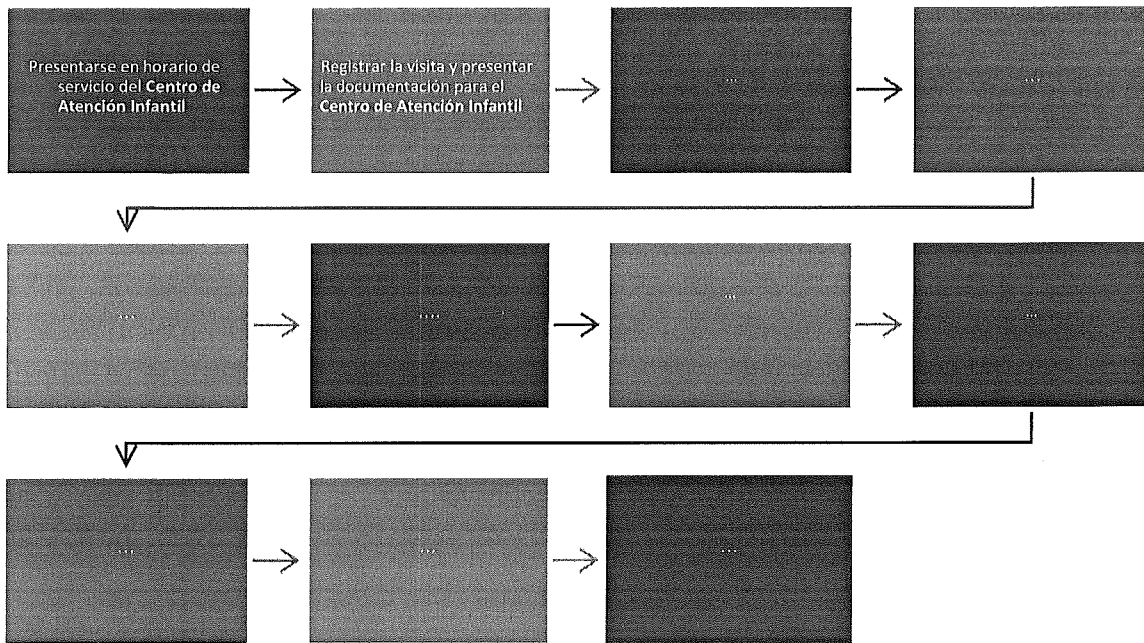 Presentarse en horario de
servicio del Centro de
Atención Infantil
Registrar la visita y presentar
la documentación para el
Centro de Atención Infantil
...
...
...
....
...
...
...
...
...